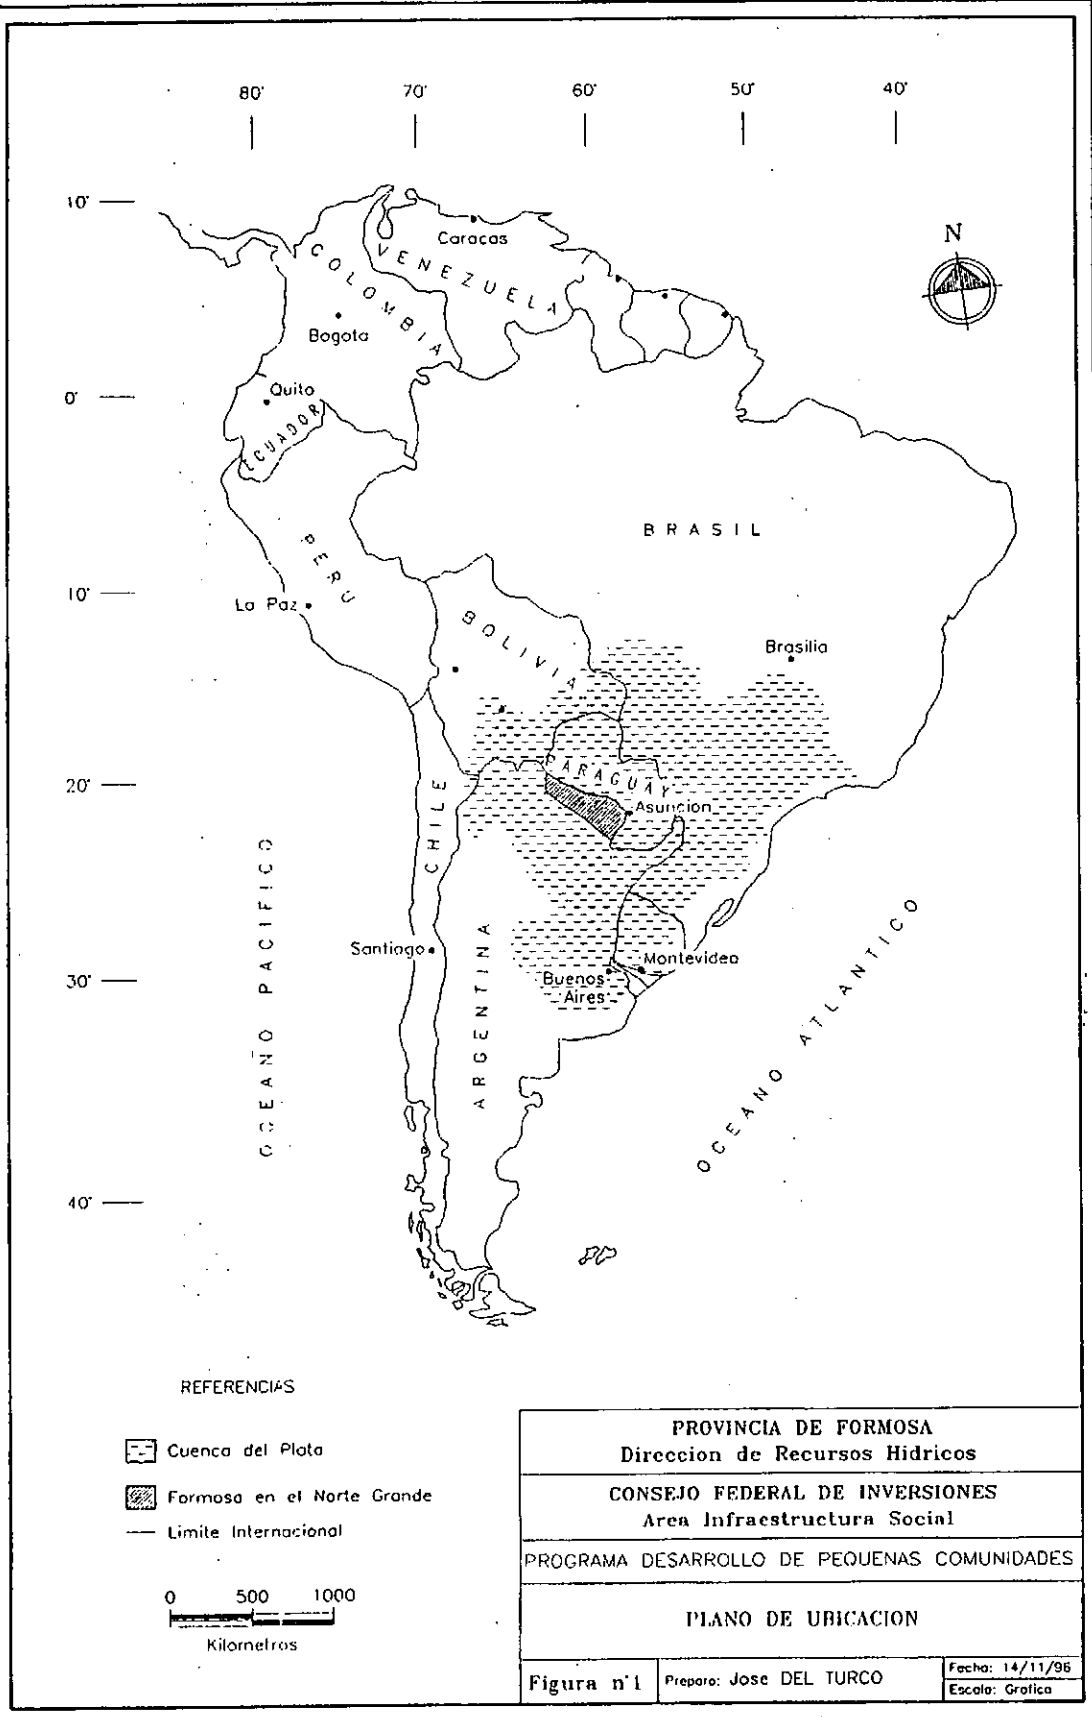 80° 70° 60° 50° 40°
10°
N
Caracas
VENEZUELA
COLOMBIA
Bogota
0°
Quito
ECUADOR
BRASIL
PERU
10°
La Paz
BOLIVIA
Brasilia
PARAGUAY
20°
Asuncion
CHILE
OCEANO PACIFICO
ARGENTINA
OCEANO ATLANTICO
Santiago
Montevideo
30°
Buenos
Aires
40°
REFERENCIAS
Cuenca del Plata
Formosa en el Norte Grande
Limite Internacional
0 500 1000
Kilometros
PROVINCIA DE FORMOSA
Direccion de Recursos Hidricos
CONSEJO FEDERAL DE INVERSIONES
Area Infraestructura Social
PROGRAMA DESARROLLO DE PEQUENAS COMUNIDADES
PLANO DE UBICACION
Figura n°1
Preparo: Jose DEL TURCO
Fecha: 14/11/96
Escala: Grafica